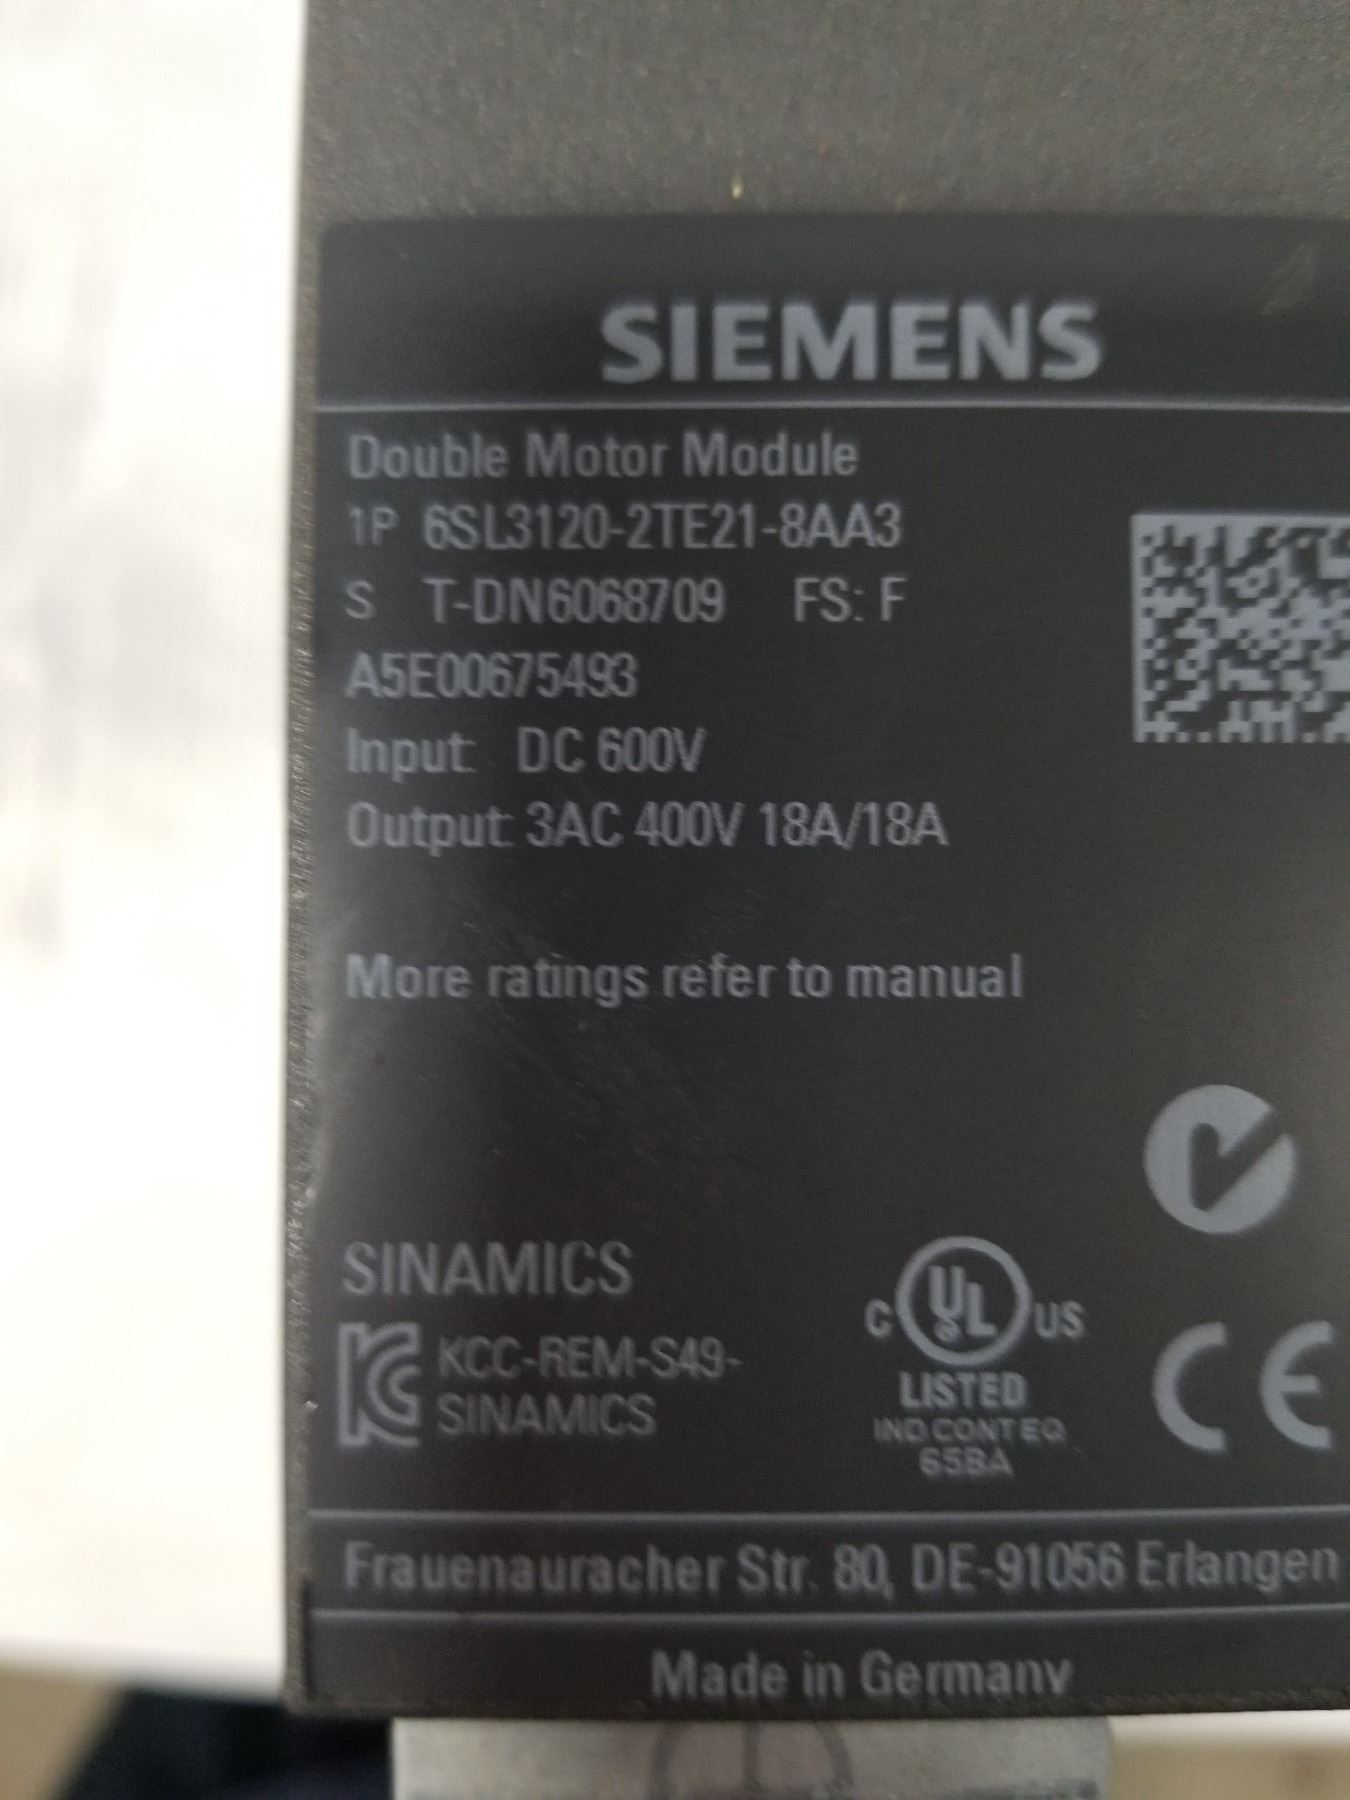 SIEMENS
Double Motor Module
1P 6SL3120-2TE21-8AA3
S T-DN6068709 FS: F
A5E00675493
Input: DC 600V
Output: 3AC 400V 18A/18A
More ratings refer to manual
SINAMICS
KCC-REM-S49-
SINAMICS
C UL US
LISTED
IND.CONT.EQ.
65BA
CE
Frauenauracher Str. 80, DE-91056 Erlangen
Made in Germany